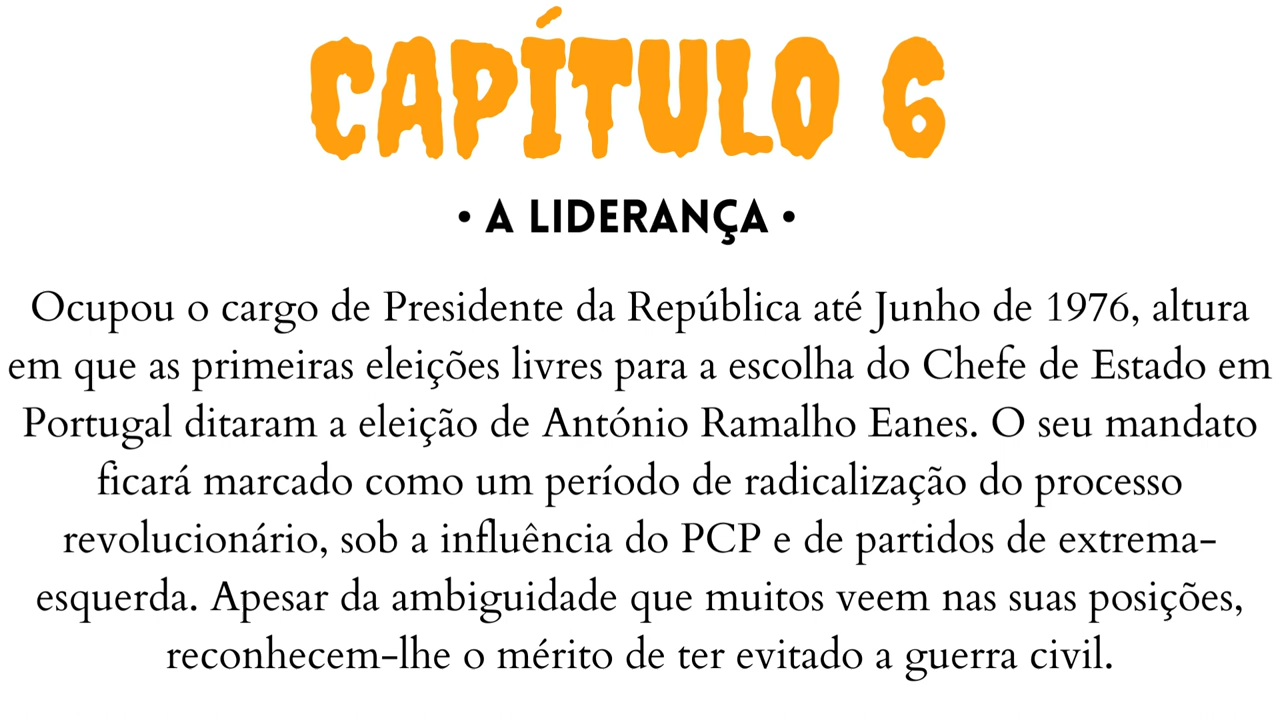 CAPÍTULO 6
• A LIDERANÇA •
Ocupou o cargo de Presidente da República até Junho de 1976, altura
em que as primeiras eleições livres para a escolha do Chefe de Estado em
Portugal ditaram a eleição de António Ramalho Eanes. O seu mandato
ficará marcado como um período de radicalização do processo
revolucionário, sob a influência do PCP e de partidos de extrema-
esquerda. Apesar da ambiguidade que muitos veem nas suas posições,
reconhecem-lhe o mérito de ter evitado a guerra civil.